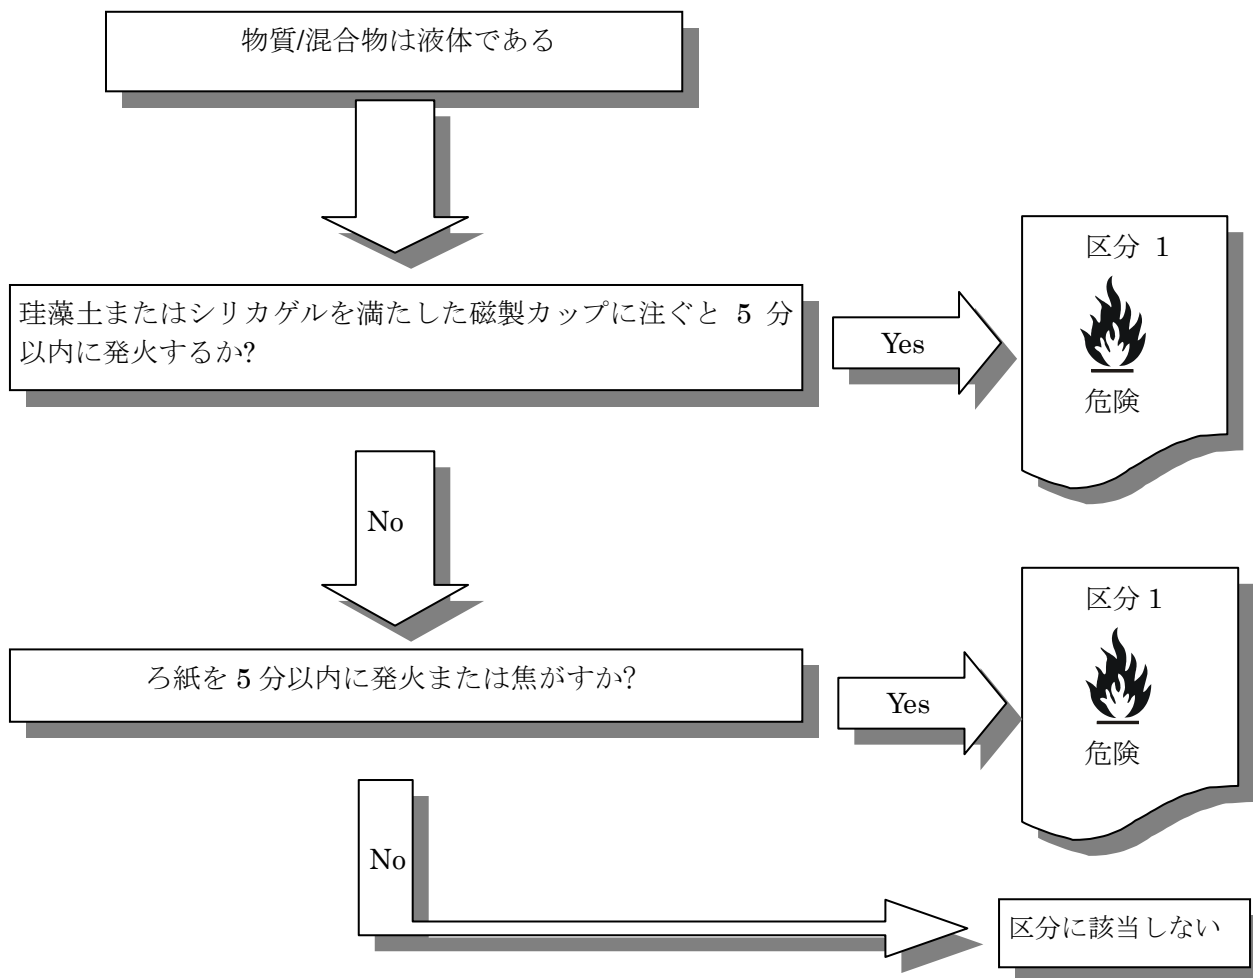 物質/混合物は液体である
珪藻土またはシリカゲルを満たした磁製カップに注ぐと 5 分
以内に発火するか?
Yes
区分 1
危険
No
ろ紙を 5 分以内に発火または焦がすか?
Yes
区分 1
危険
No
区分に該当しない